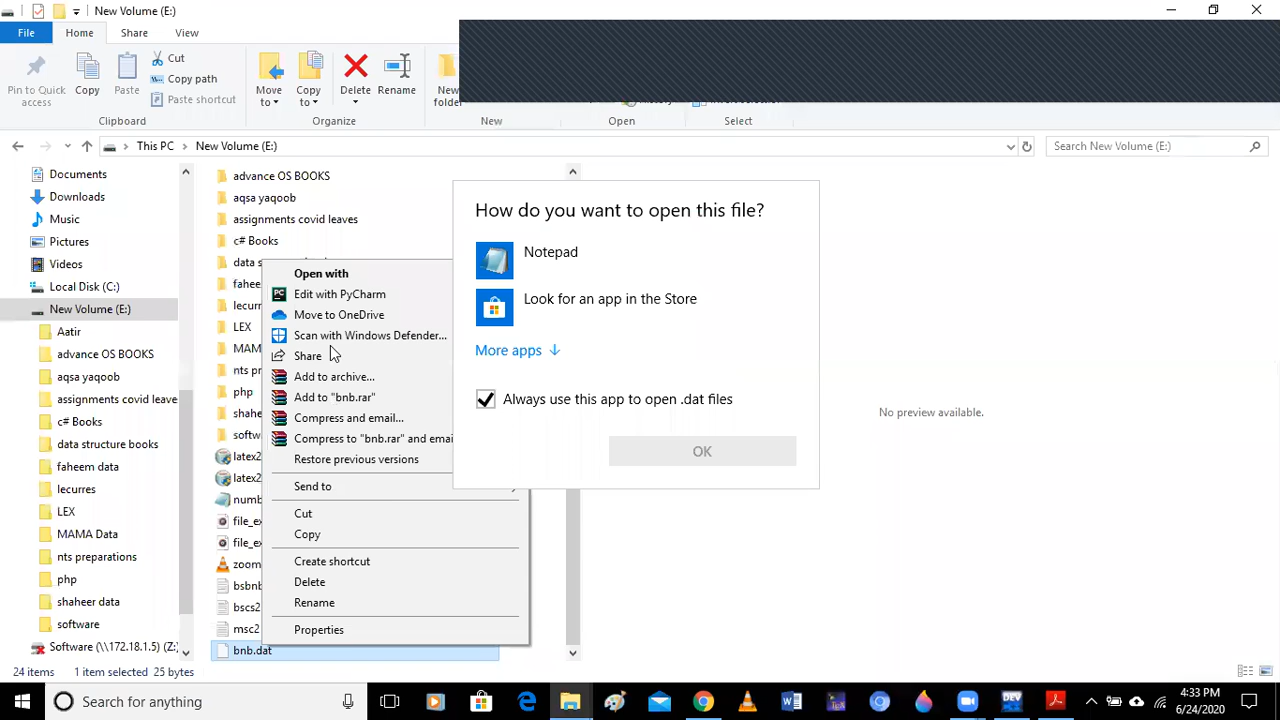 New Volume (E:)
File
Home
Share
View
Pin to Quick
access
Copy
Paste
Cut
Copy path
Paste shortcut
Clipboard
Move
to
Copy
to
Delete
Rename
Organize
New
folder
New
Open
Select
This PC
New Volume (E:)
Search New Volume (E:)
Documents
Downloads
Music
Pictures
Videos
Local Disk (C:)
New Volume (E:)
Aatir
advance OS BOOKS
aqsa yaqoob
assignments covid leaves
c# Books
data structure books
faheem data
lecurres
LEX
MAMA Data
nts preparations
php
shaheer data
software
Software (\\172.18.1.5) (Z:)
advance OS BOOKS
aqsa yaqoob
assignments covid leaves
c# Books
LEX
php
bnb.dat
Open with
Edit with PyCharm
Move to OneDrive
Scan with Windows Defender...
Share
Add to archive...
Add to "bnb.rar"
Compress and email...
Compress to "bnb.rar" and emai
Restore previous versions
Send to
Cut
Copy
Create shortcut
Delete
Rename
Properties
How do you want to open this file?
Notepad
Look for an app in the Store
More apps
Always use this app to open .dat files
OK
No preview available.
24 items
1 item selected
25 bytes
Search for anything
4:33 PM
6/24/2020